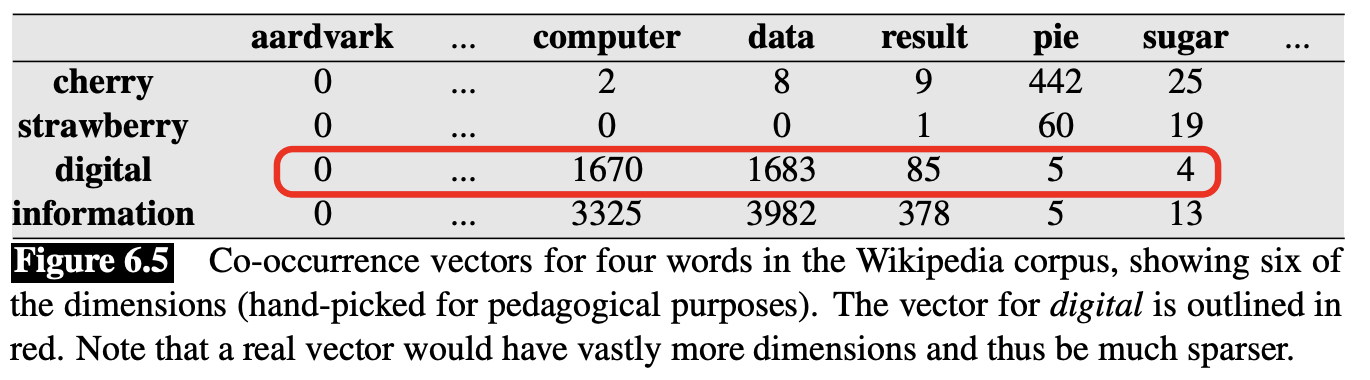 aardvark ... computer data result pie sugar ...
cherry 0 ... 2 8 9 442 25
strawberry 0 ... 0 0 1 60 19
digital 0 ... 1670 1683 85 5 4
information 0 ... 3325 3982 378 5 13
Figure 6.5 Co-occurrence vectors for four words in the Wikipedia corpus, showing six of
the dimensions (hand-picked for pedagogical purposes). The vector for digital is outlined in
red. Note that a real vector would have vastly more dimensions and thus be much sparser.